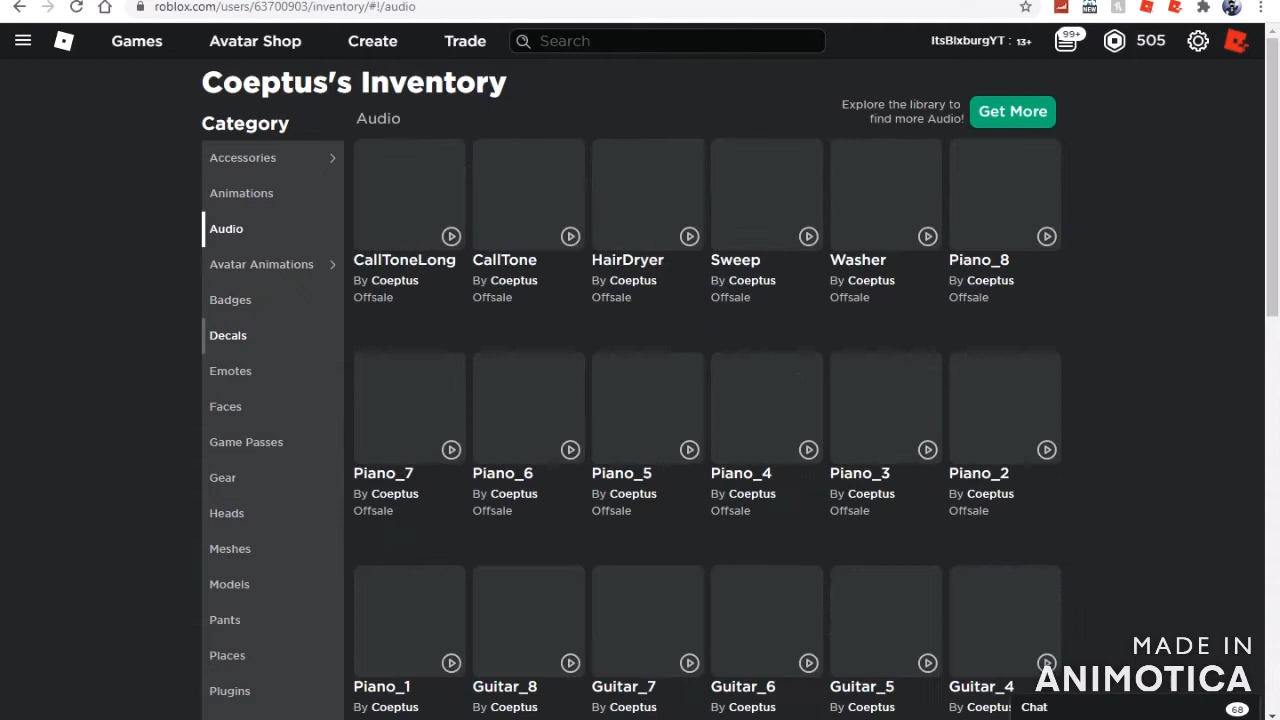 roblox.com/users/63700903/inventory/#!/audio
NEW
Games
Avatar Shop
Create
Trade
Search
ItsBlxburgYT : 13+
99+
505
Coeptus's Inventory
Category
Accessories
Animations
Audio
Avatar Animations
Badges
Decals
Emotes
Faces
Game Passes
Gear
Heads
Meshes
Models
Pants
Places
Plugins
Audio
Explore the library to
find more Audio!
Get More
CallToneLong
By Coeptus
Offsale
CallTone
By Coeptus
Offsale
HairDryer
By Coeptus
Offsale
Sweep
By Coeptus
Offsale
Washer
By Coeptus
Offsale
Piano_8
By Coeptus
Offsale
Piano_7
By Coeptus
Offsale
Piano_6
By Coeptus
Offsale
Piano_5
By Coeptus
Offsale
Piano_4
By Coeptus
Offsale
Piano_3
By Coeptus
Offsale
Piano_2
By Coeptus
Offsale
Piano_1
By Coeptus
Guitar_8
By Coeptus
Guitar_7
By Coeptus
Guitar_6
By Coeptus
Guitar_5
By Coeptus
Guitar_4
By Coeptus
MADE IN
ANIMOTICA
Chat
68